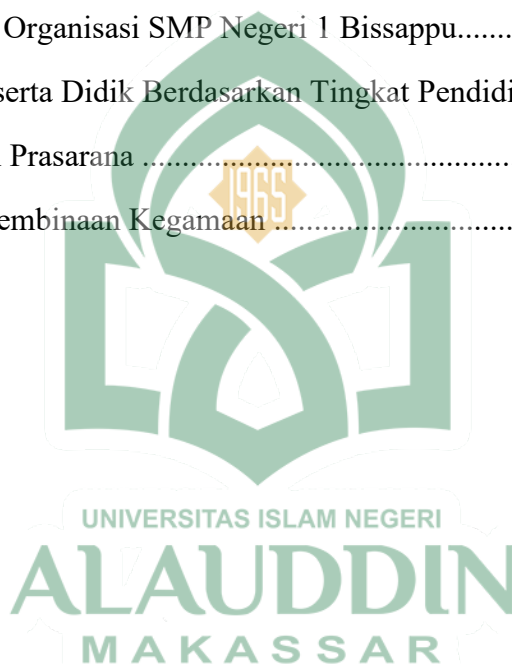 Organisasi SMP Negeri 1 Bissappu.......
serta Didik Berdasarkan Tingkat Pendidi
Prasarana ............................................
embinaan Kegamaan .............................
1965
UNIVERSITAS ISLAM NEGERI
ALAUDDIN
MAKASSAR